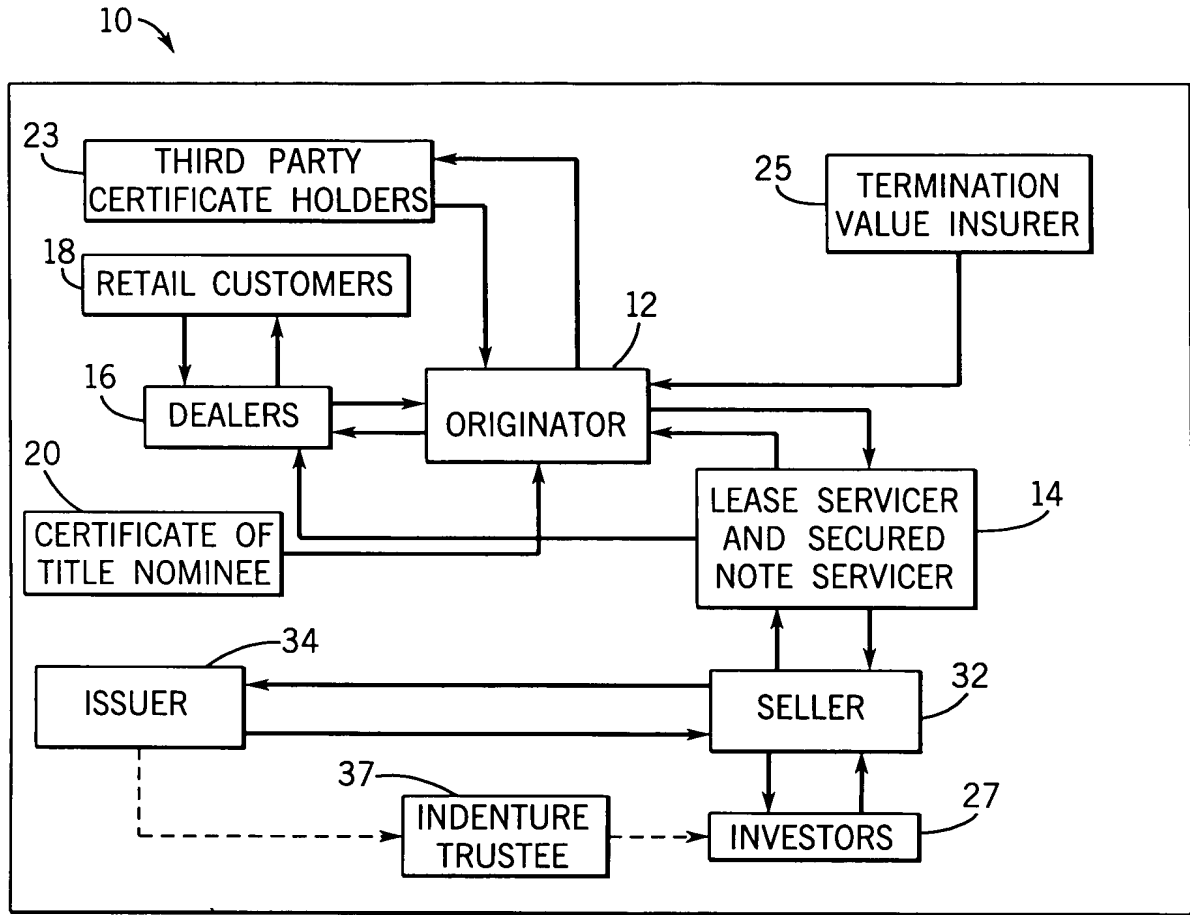 10
23
THIRD PARTY
CERTIFICATE HOLDERS
25
TERMINATION
VALUE INSURER
18
RETAIL CUSTOMERS
12
16
DEALERS
ORIGINATOR
20
CERTIFICATE OF
TITLE NOMINEE
LEASE SERVICER
AND SECURED
NOTE SERVICER
14
34
ISSUER
SELLER
32
37
INDENTURE
TRUSTEE
INVESTORS
27